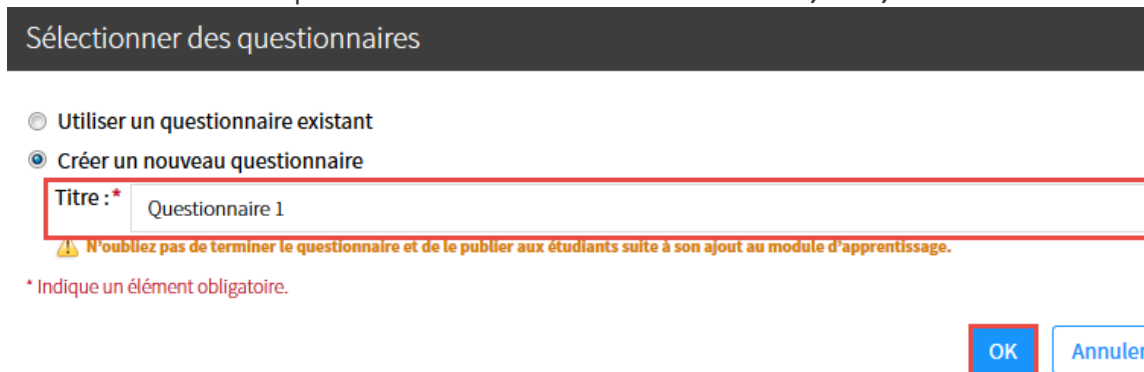 Sélectionner des questionnaires
Utiliser un questionnaire existant
Créer un nouveau questionnaire
Titre :* Questionnaire 1
N'oubliez pas de terminer le questionnaire et de le publier aux étudiants suite à son ajout au module d'apprentissage.
* Indique un élément obligatoire.
OK Annuler